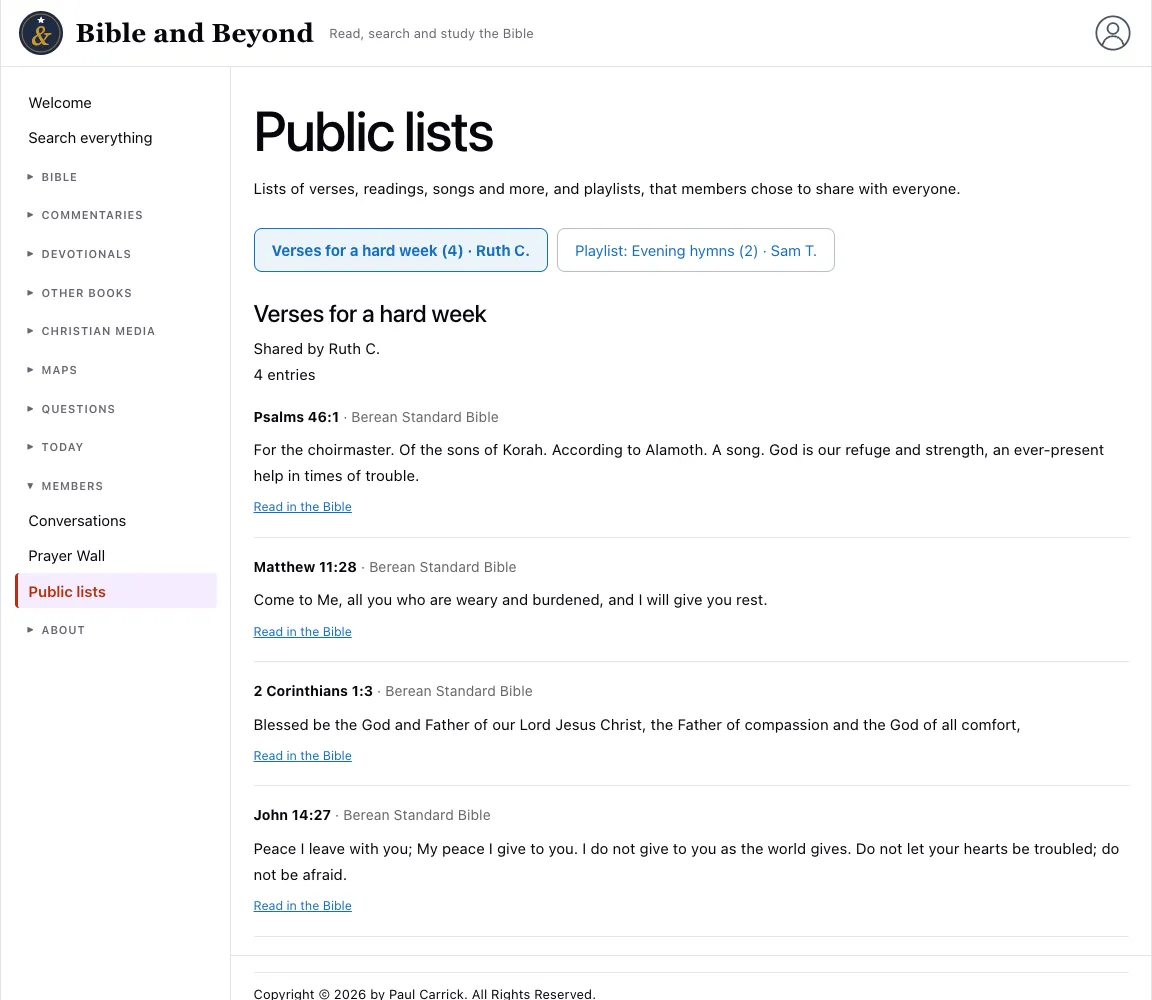 &
Bible and Beyond
Read, search and study the Bible
Welcome
Search everything
▸ BIBLE
▸ COMMENTARIES
▸ DEVOTIONALS
▸ OTHER BOOKS
▸ CHRISTIAN MEDIA
▸ MAPS
▸ QUESTIONS
▸ TODAY
▾ MEMBERS
Conversations
Prayer Wall
Public lists
▸ ABOUT
Public lists
Lists of verses, readings, songs and more, and playlists, that members chose to share with everyone.
Verses for a hard week (4) · Ruth C.
Playlist: Evening hymns (2) · Sam T.
Verses for a hard week
Shared by Ruth C.
4 entries
Psalms 46:1 · Berean Standard Bible
For the choirmaster. Of the sons of Korah. According to Alamoth. A song. God is our refuge and strength, an ever-present
help in times of trouble.
Read in the Bible
Matthew 11:28 · Berean Standard Bible
Come to Me, all you who are weary and burdened, and I will give you rest.
Read in the Bible
2 Corinthians 1:3 · Berean Standard Bible
Blessed be the God and Father of our Lord Jesus Christ, the Father of compassion and the God of all comfort,
Read in the Bible
John 14:27 · Berean Standard Bible
Peace I leave with you; My peace I give to you. I do not give to you as the world gives. Do not let your hearts be troubled; do
not be afraid.
Read in the Bible
Copyright © 2026 by Paul Carrick. All Rights Reserved.